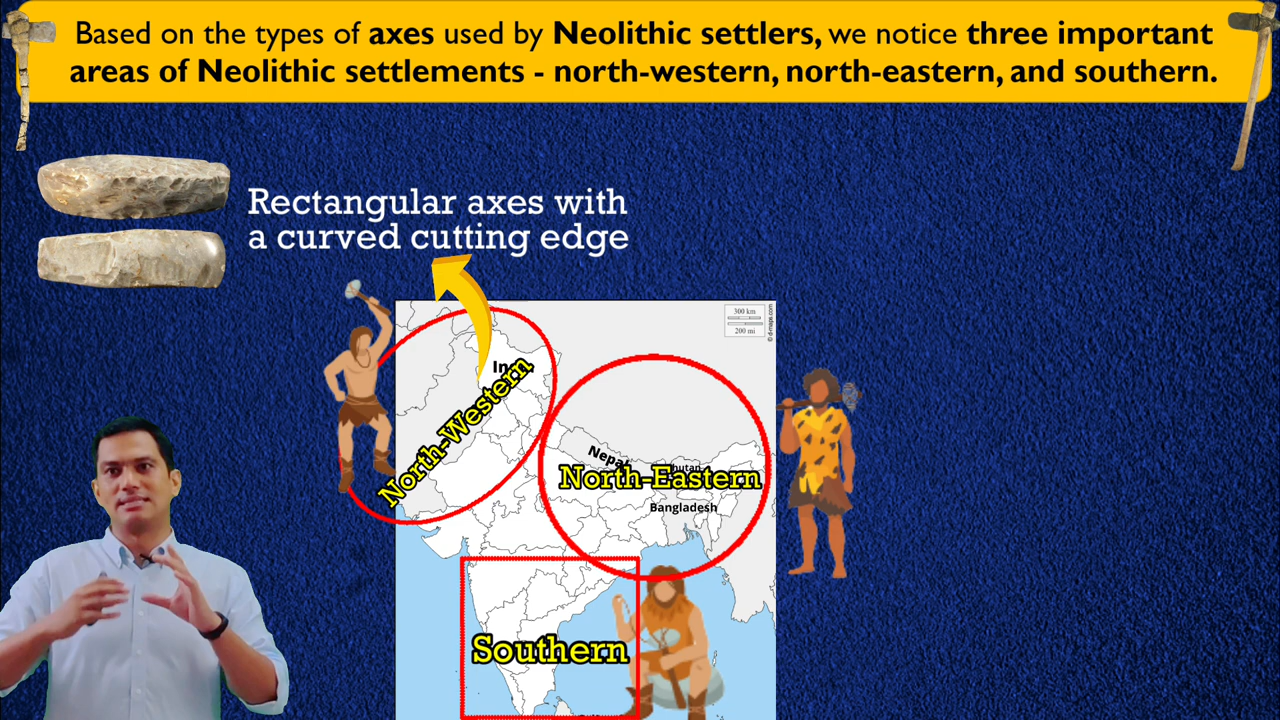 Based on the types of axes used by Neolithic settlers, we notice three important
areas of Neolithic settlements - north-western, north-eastern, and southern.
Rectangular axes with
a curved cutting edge
300 km
200 mi
© d-maps.com
North-Western
Nepal
North-Eastern
Bangladesh
Southern